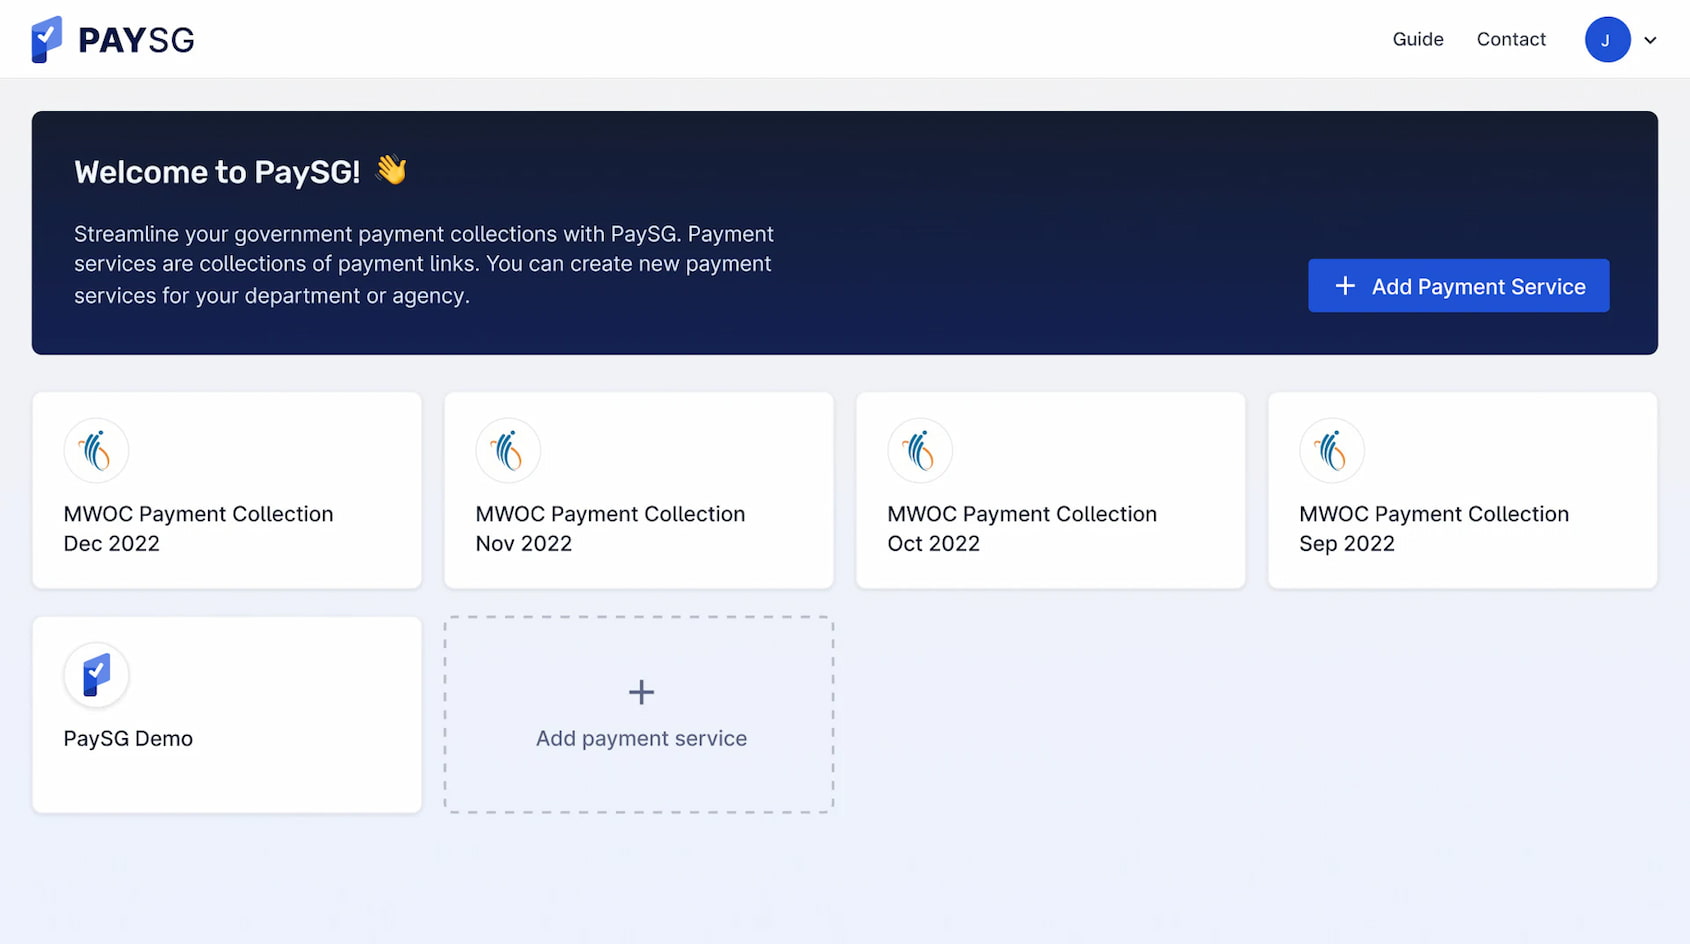 PAYSG
Guide
Contact
J
Welcome to PaySG! 👋
Streamline your government payment collections with PaySG. Payment
services are collections of payment links. You can create new payment
services for your department or agency.
+ Add Payment Service
MWOC Payment Collection
Dec 2022
MWOC Payment Collection
Nov 2022
MWOC Payment Collection
Oct 2022
MWOC Payment Collection
Sep 2022
PaySG Demo
+
Add payment service